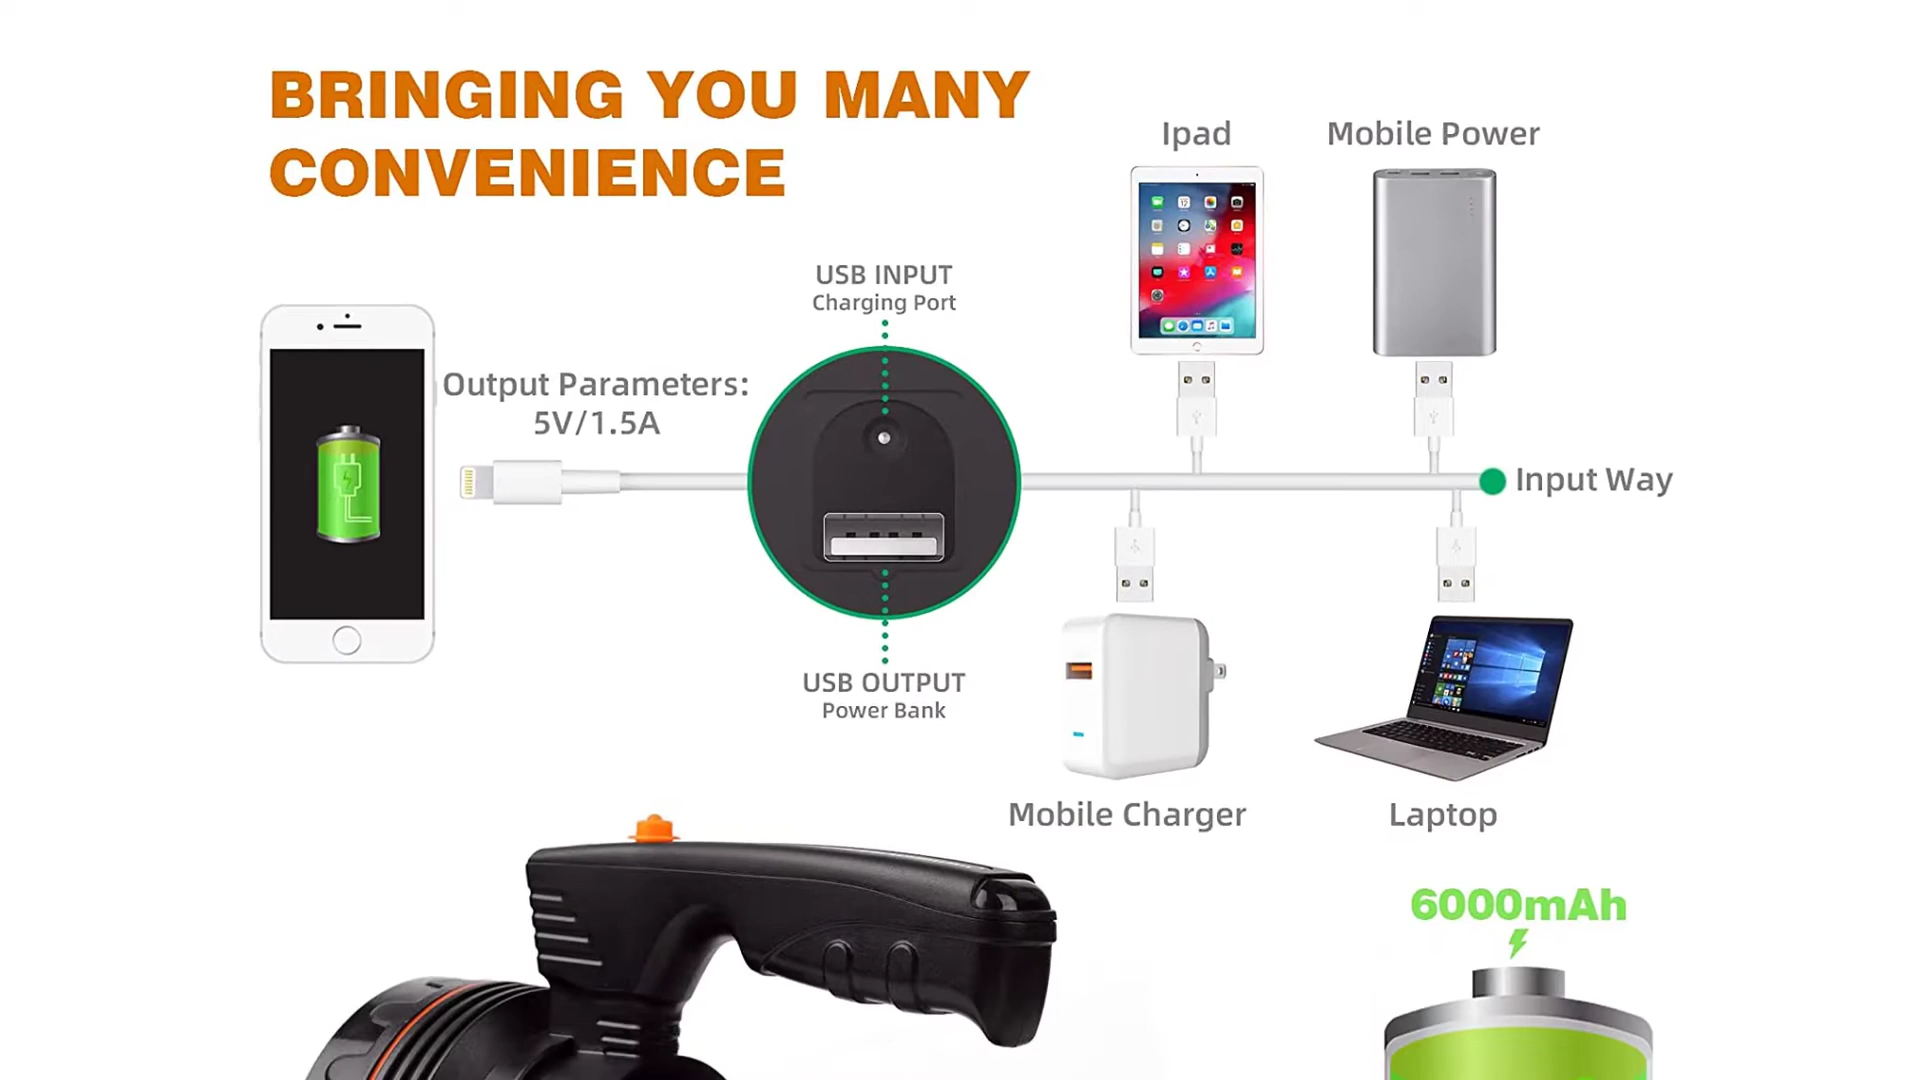 BRINGING YOU MANY
CONVENIENCE
Ipad
Mobile Power
USB INPUT
Charging Port
Output Parameters:
5V/1.5A
Input Way
USB OUTPUT
Power Bank
Mobile Charger
Laptop
6000mAh